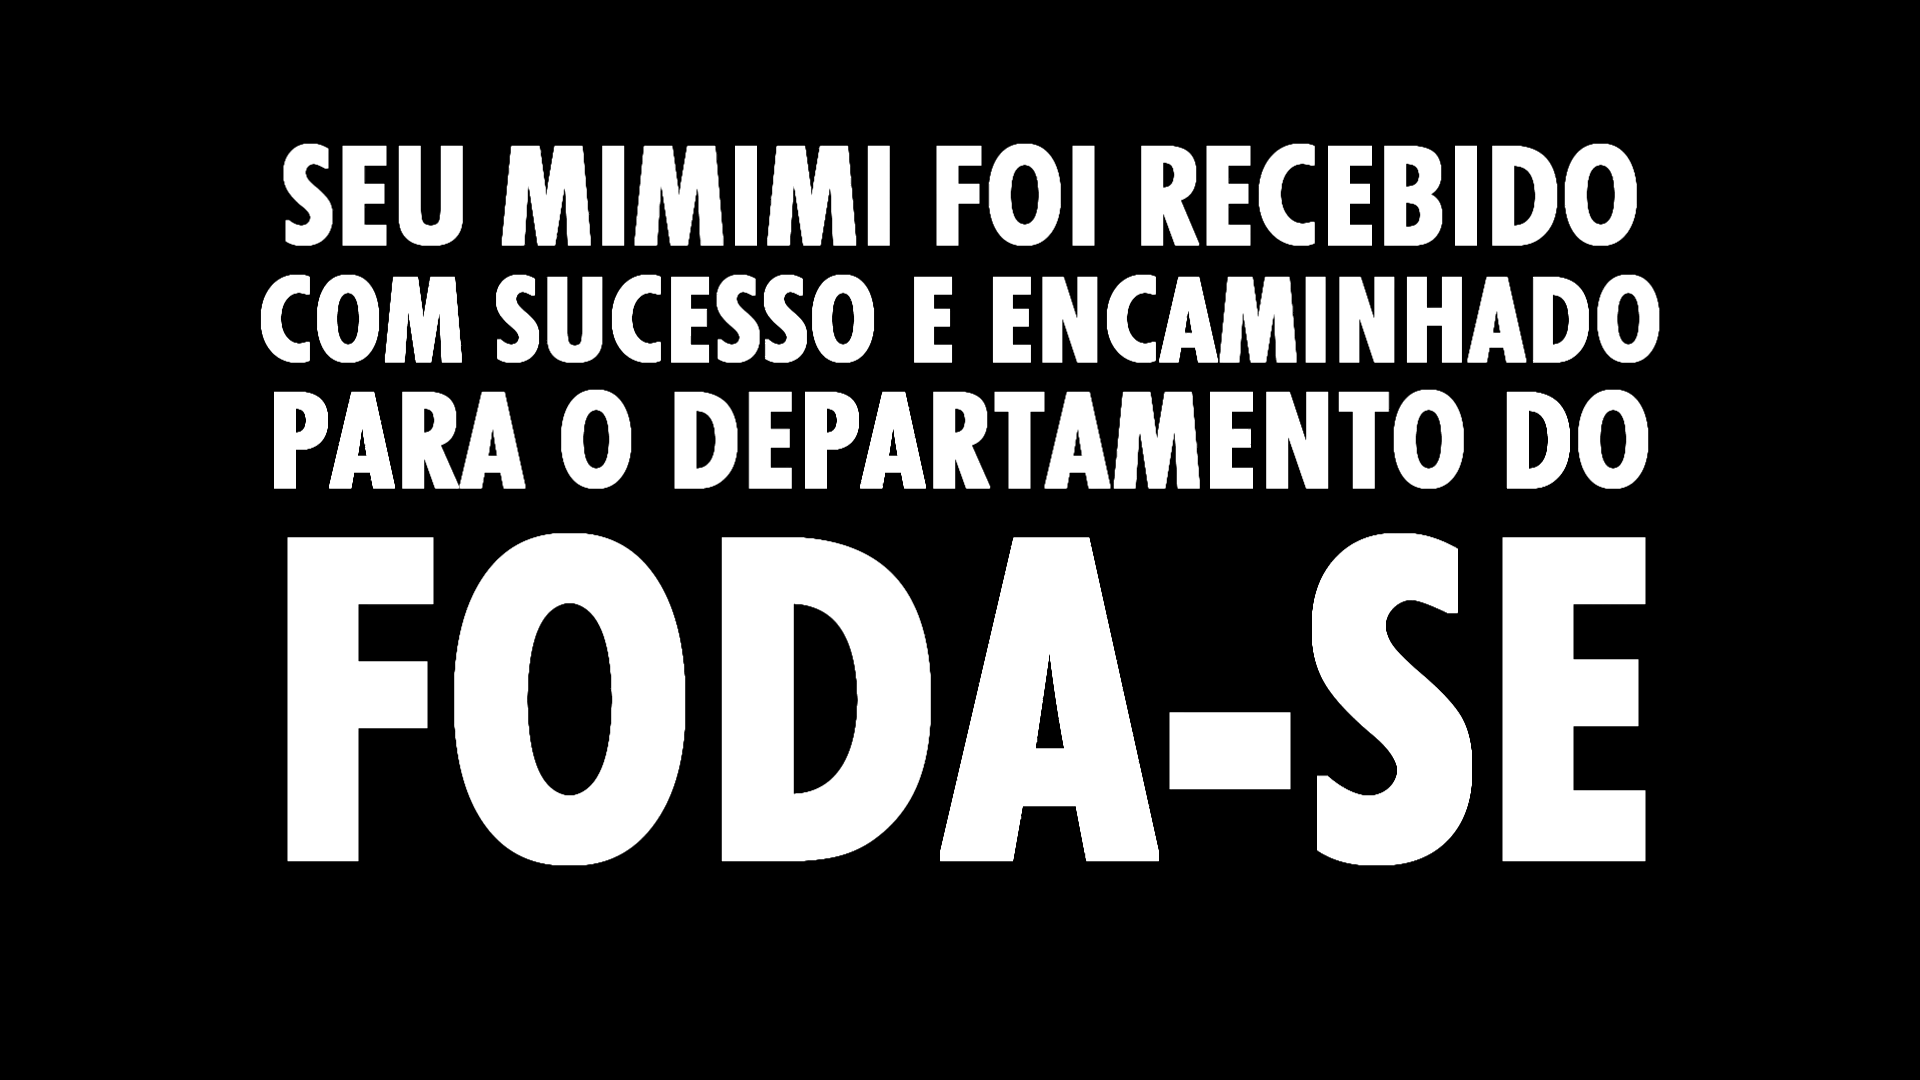 SEU MIMIMI FOI RECEBIDO
COM SUCESSO E ENCAMINHADO
PARA O DEPARTAMENTO DO
FODA-SE